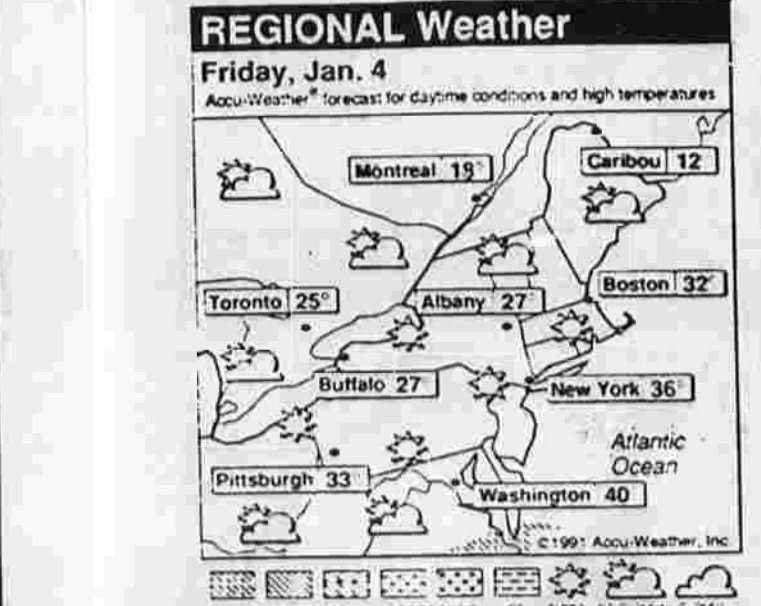 REGIONAL Weather
Friday, Jan. 4
Accu-Weather® forecast for daytime conditions and high temperatures
Montreal 18°
Caribou 12
Toronto 25°
Albany 27
Boston 32°
Buffalo 27
New York 36°
Atlantic
Ocean
Pittsburgh 33
Washington 40
©1991 Accu-Weather, Inc.